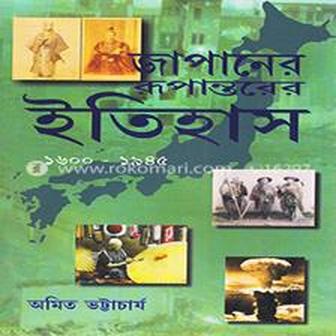 জাপানের
রূপান্তরের
ইতিহাস
১৬০০ - ১৯৪৫
www.rokomari.com
অমিত ভট্টাচার্য